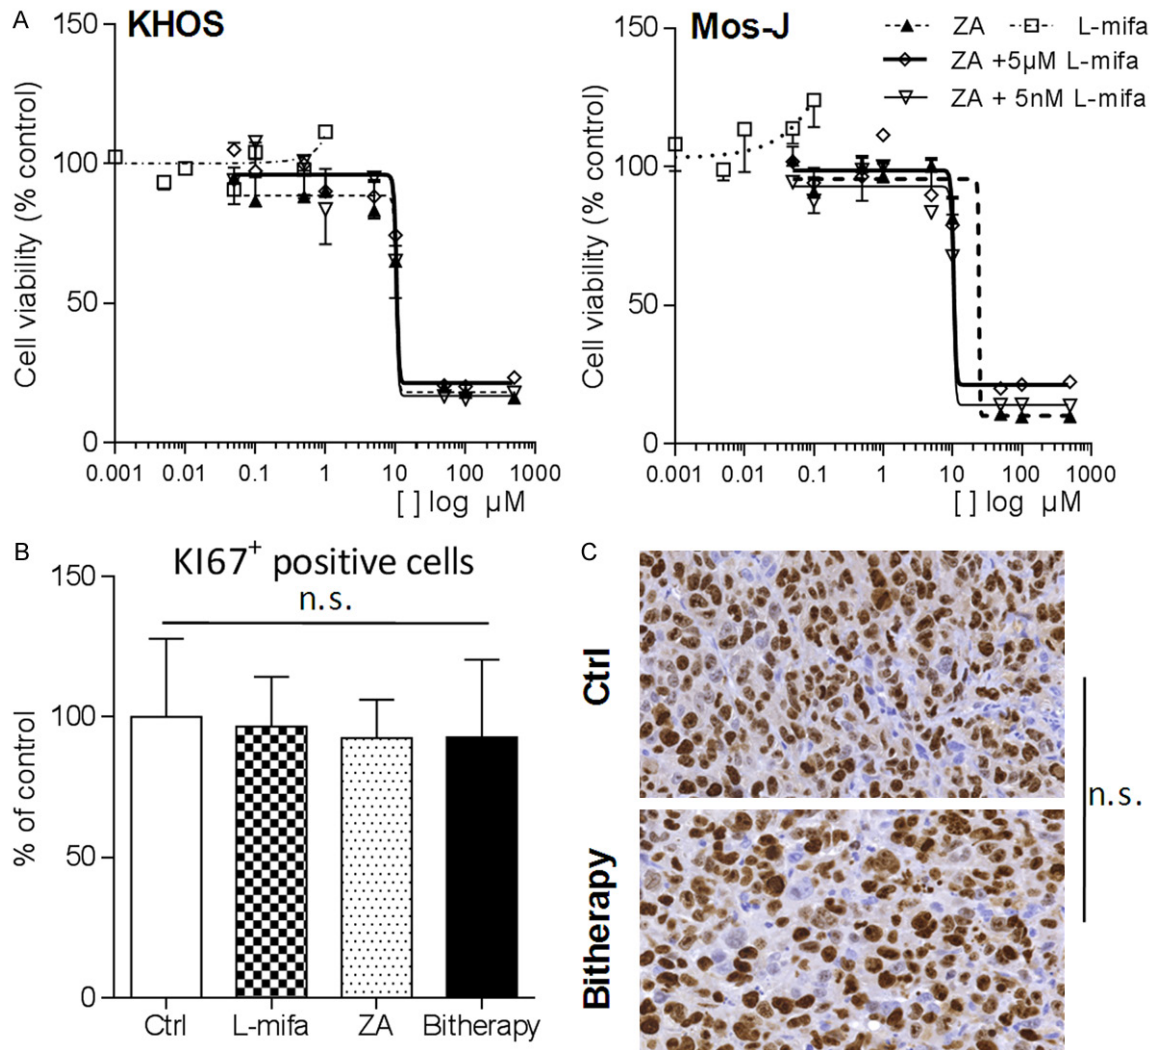 A
KHOS
Cell viability (% control)
150
100
50
0
0.001 0.01 0.1 1 10 100 1000
[ ] log µM
Mos-J
Cell viability (% control)
150
100
50
0
0.001 0.01 0.1 1 10 100 1000
[ ] log µM
ZA L-mifa
ZA +5µM L-mifa
ZA + 5nM L-mifa
B
KI67+ positive cells
n.s.
% of control
150
100
50
0
Ctrl L-mifa ZA Bitherapy
C
Ctrl
Bitherapy
n.s.